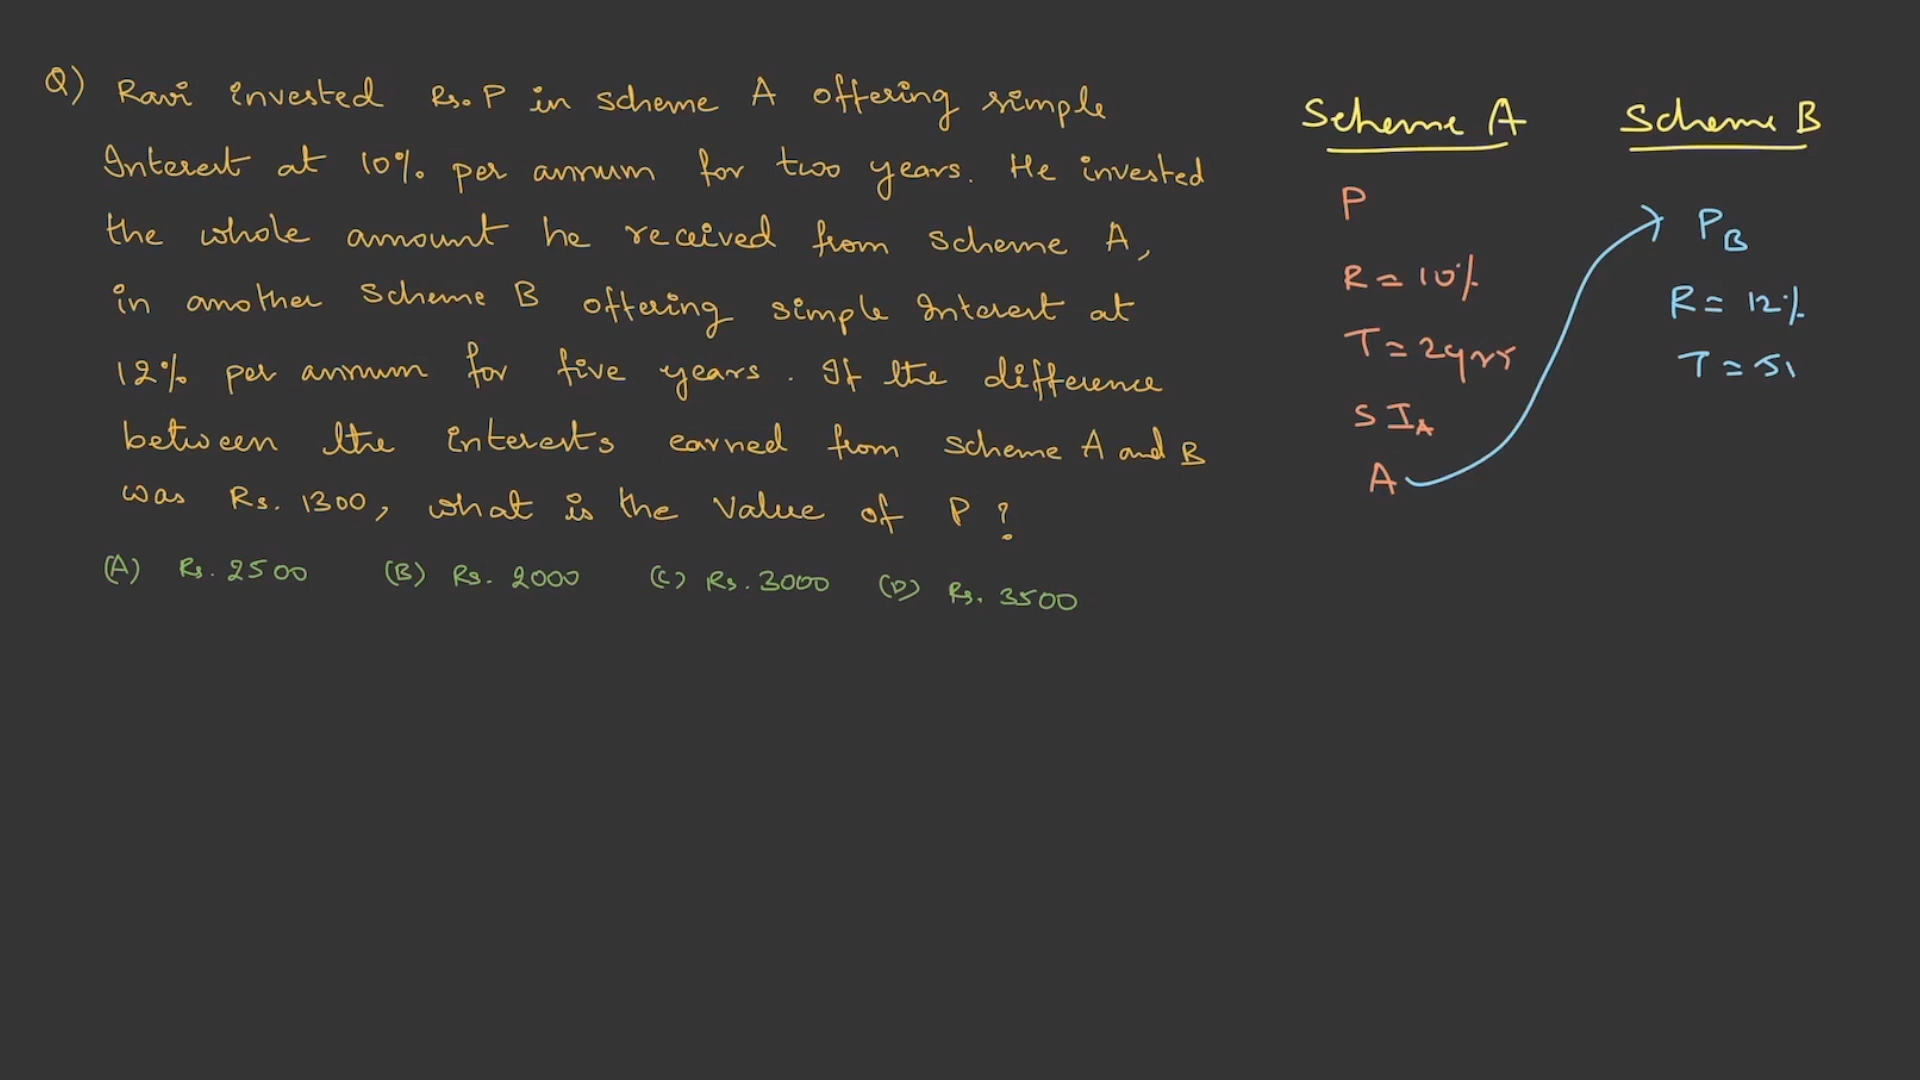 Q) Ravi invested Rs. P in scheme A offering simple
Interest at 10% per annum for two years. He invested
the whole amount he received from scheme A,
in another Scheme B offering simple Interest at
12% per annum for five years. If the difference
between the interests earned from scheme A and B
was Rs. 1300, what is the value of P ?
(A) Rs. 2500 (B) Rs. 2000 (C) Rs. 3000 (D) Rs. 3500
Scheme A
P
R = 10%
T = 2yrs
SI_A
A
Scheme B
P_B
R = 12%
T = 5